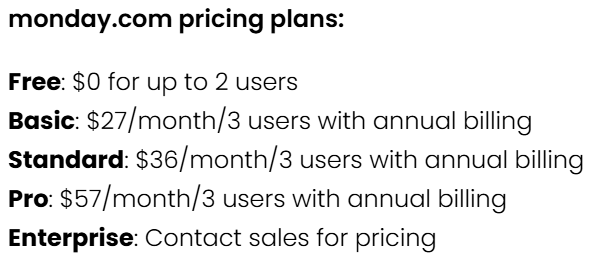 monday.com pricing plans:
Free: $0 for up to 2 users
Basic: $27/month/3 users with annual billing
Standard: $36/month/3 users with annual billing
Pro: $57/month/3 users with annual billing
Enterprise: Contact sales for pricing